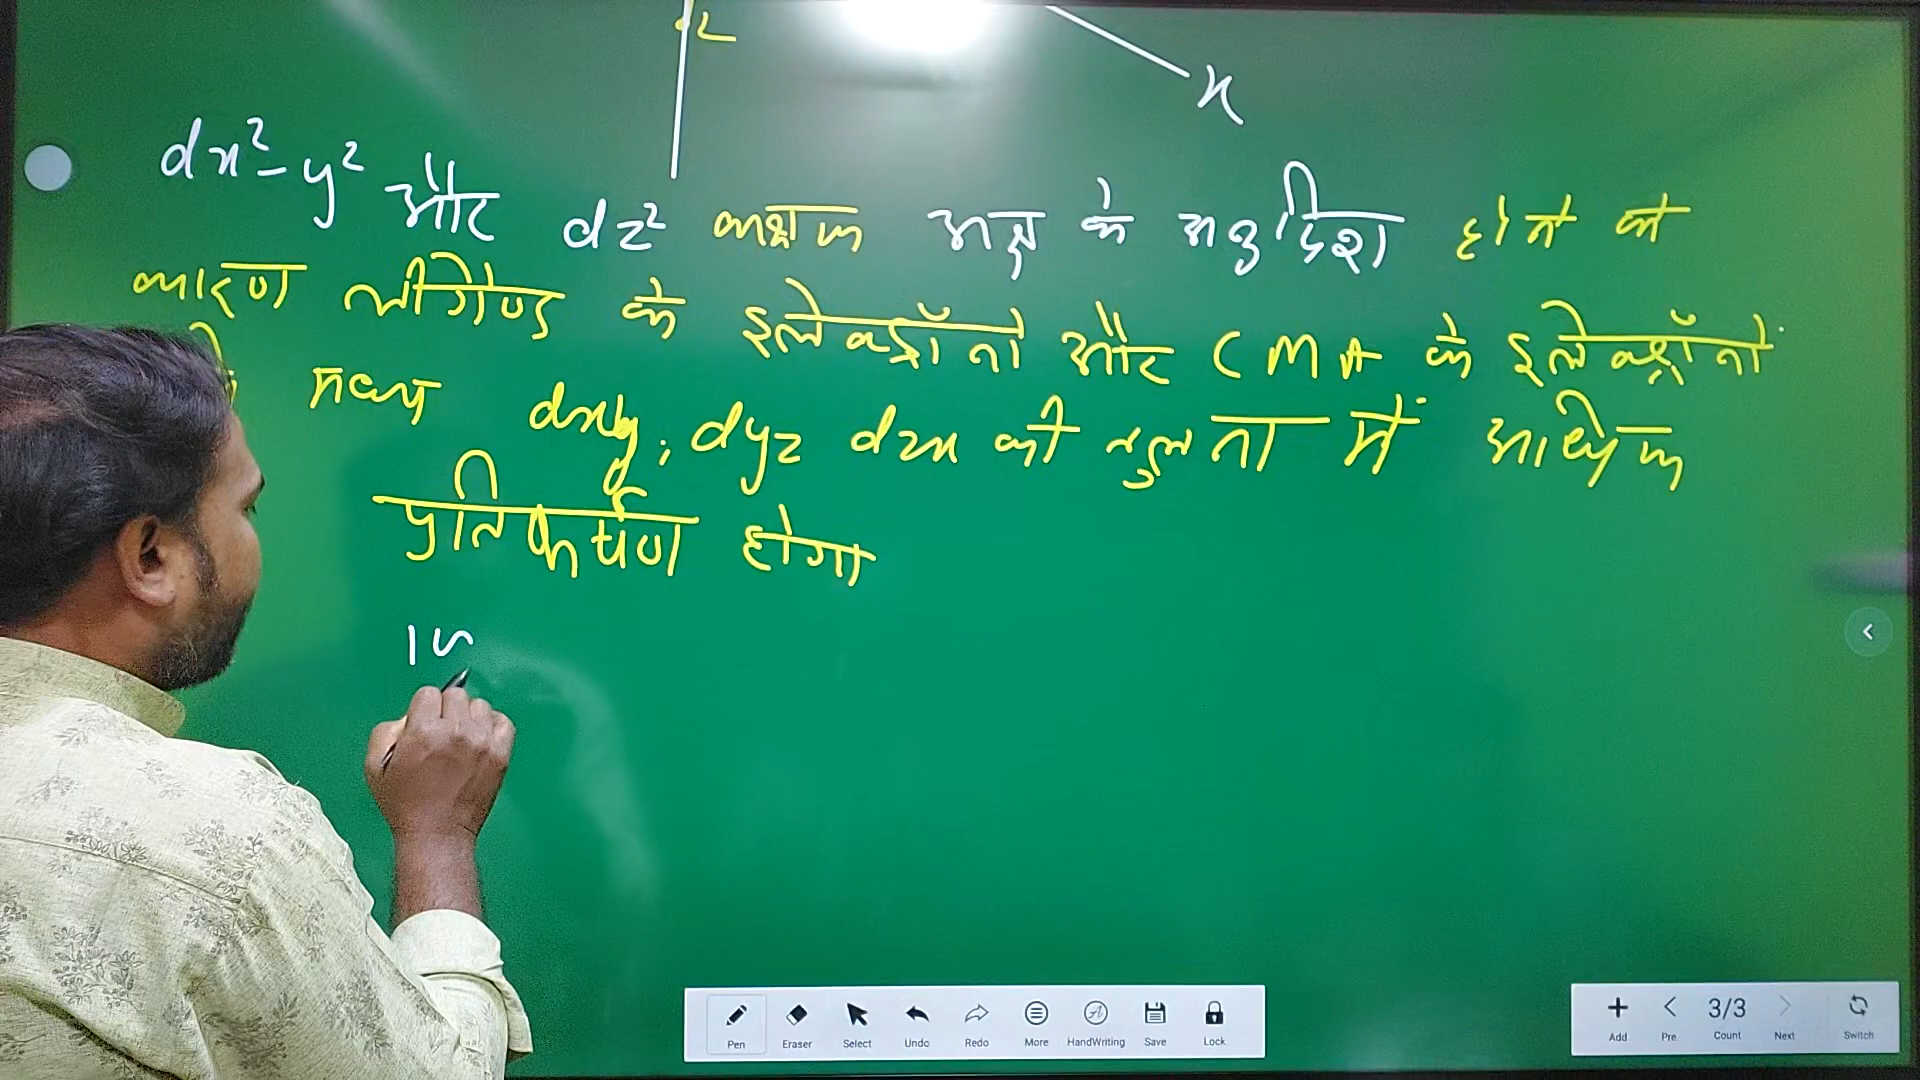 L
x
dx²-y² और dz² कक्षक अक्ष के अनुदिश होने के
कारण लीगेण्ड के इलेक्ट्रॉनो और CMA के इलेक्ट्रॉनों
के मध्य dxy, dyz dzx की तुलना में अधिक
प्रतिकर्षण होगा
Pen Eraser Select Undo Redo More HandWriting Save Lock
Add Pre. 3/3 Count Next Switch